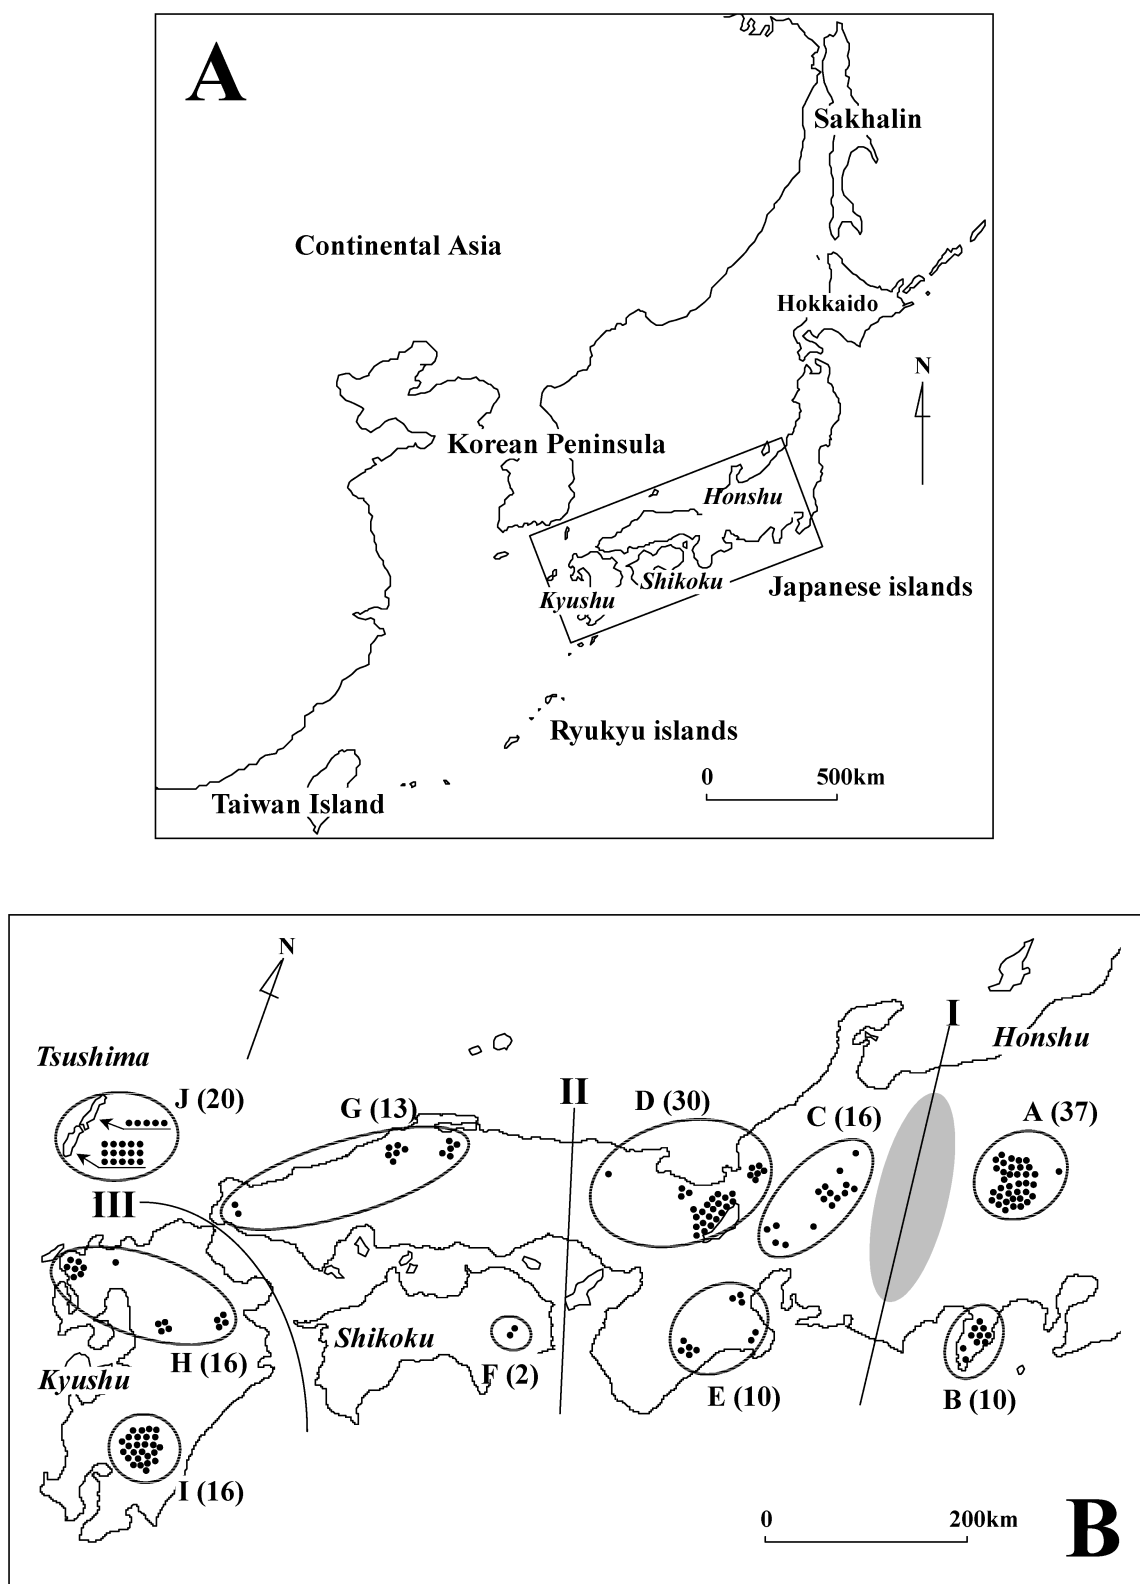 A
Sakhalin
Continental Asia
Hokkaido
N
Korean Peninsula
Honshu
Shikoku
Kyushu
Japanese islands
Ryukyu islands
0 500km
Taiwan Island
N
I
Honshu
Tsushima
II
J (20)
G (13)
D (30)
C (16)
A (37)
III
Shikoku
H (16)
F (2)
Kyushu
E (10)
B (10)
I (16)
0 200km
B